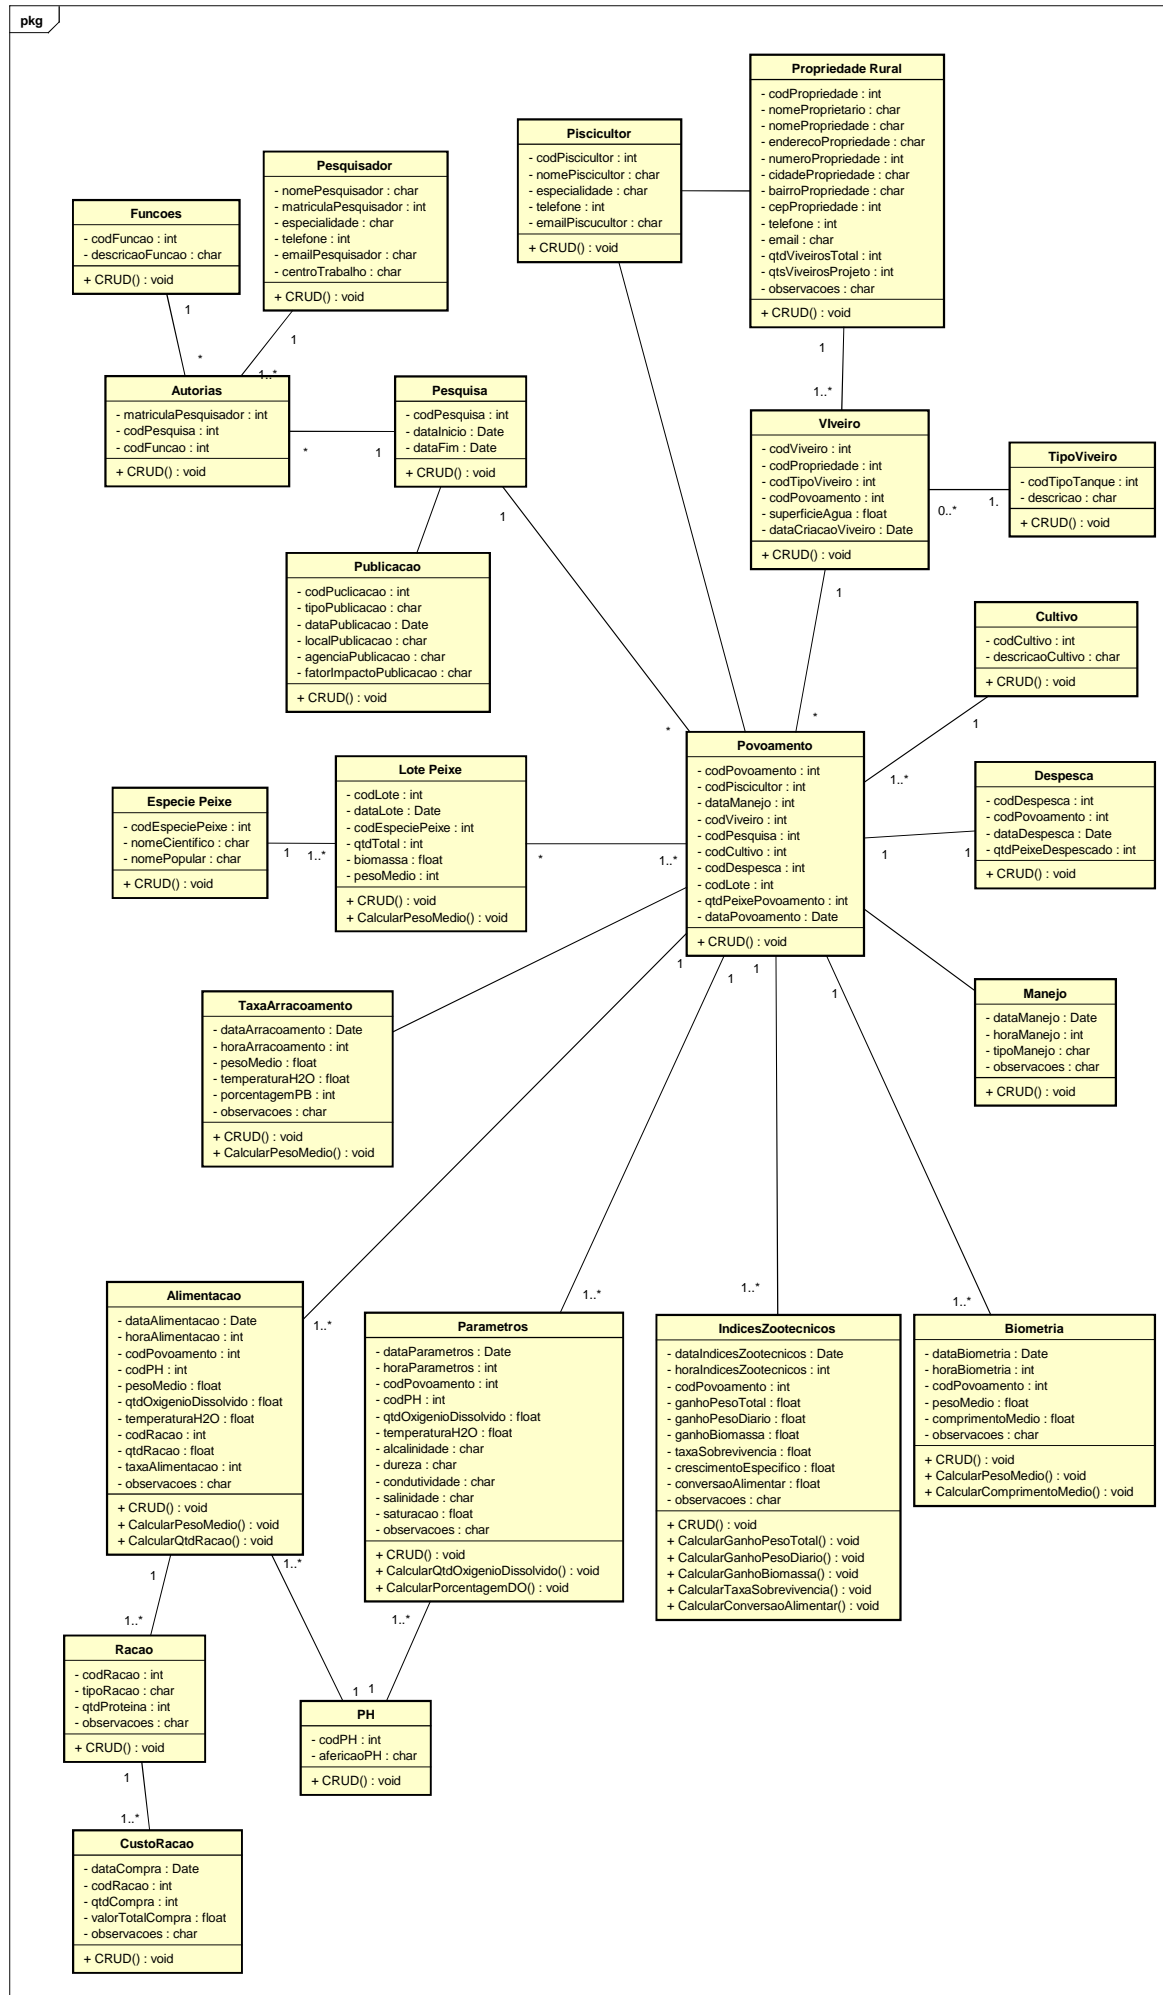 pkg
Propriedade Rural
- codPropriedade : int
- nomeProprietario : char
- nomePropriedade : char
- enderecoPropriedade : char
- numeroPropriedade : int
- cidadePropriedade : char
- bairroPropriedade : char
- cepPropriedade : int
- telefone : int
- email : char
- qtdViveirosTotal : int
- qtsViveirosProjeto : int
- observacoes : char
+ CRUD() : void
Piscicultor
- codPiscicultor : int
- nomePiscicultor : char
- especialidade : char
- telefone : int
- emailPiscucultor : char
+ CRUD() : void
Pesquisador
- nomePesquisador : char
- matriculaPesquisador : int
- especialidade : char
- telefone : int
- emailPesquisador : char
- centroTrabalho : char
+ CRUD() : void
Funcoes
- codFuncao : int
- descricaoFuncao : char
+ CRUD() : void
1
1
1
*
1..*
1..*
Autorias
- matriculaPesquisador : int
- codPesquisa : int
- codFuncao : int
+ CRUD() : void
*
1
Pesquisa
- codPesquisa : int
- dataInicio : Date
- dataFim : Date
+ CRUD() : void
1
VIveiro
- codViveiro : int
- codPropriedade : int
- codTipoViveiro : int
- codPovoamento : int
- superficieAgua : float
- dataCriacaoViveiro : Date
+ CRUD() : void
0..*
1.
TipoViveiro
- codTipoTanque : int
- descricao : char
+ CRUD() : void
1
Publicacao
- codPuclicacao : int
- tipoPublicacao : char
- dataPublicacao : Date
- localPublicacao : char
- agenciaPublicacao : char
- fatorImpactoPublicacao : char
+ CRUD() : void
Cultivo
- codCultivo : int
- descricaoCultivo : char
+ CRUD() : void
*
*
1
1..*
Povoamento
- codPovoamento : int
- codPiscicultor : int
- dataManejo : int
- codViveiro : int
- codPesquisa : int
- codCultivo : int
- codDespesca : int
- codLote : int
- qtdPeixePovoamento : int
- dataPovoamento : Date
+ CRUD() : void
Lote Peixe
- codLote : int
- dataLote : Date
- codEspeciePeixe : int
- qtdTotal : int
- biomassa : float
- pesoMedio : int
+ CRUD() : void
+ CalcularPesoMedio() : void
Especie Peixe
- codEspeciePeixe : int
- nomeCientifico : char
- nomePopular : char
+ CRUD() : void
Despesca
- codDespesca : int
- codPovoamento : int
- dataDespesca : Date
- qtdPeixeDespescado : int
+ CRUD() : void
1
1..*
*
1..*
1
1
1
1
1
1
TaxaArracoamento
- dataArracoamento : Date
- horaArracoamento : int
- pesoMedio : float
- temperaturaH2O : float
- porcentagemPB : int
- observacoes : char
+ CRUD() : void
+ CalcularPesoMedio() : void
Manejo
- dataManejo : Date
- horaManejo : int
- tipoManejo : char
- observacoes : char
+ CRUD() : void
1..*
1..*
1..*
1..*
Alimentacao
- dataAlimentacao : Date
- horaAlimentacao : int
- codPovoamento : int
- codPH : int
- pesoMedio : float
- qtdOxigenioDissolvido : float
- temperaturaH2O : float
- codRacao : int
- qtdRacao : float
- taxaAlimentacao : int
- observacoes : char
+ CRUD() : void
+ CalcularPesoMedio() : void
+ CalcularQtdRacao() : void
Parametros
- dataParametros : Date
- horaParametros : int
- codPovoamento : int
- codPH : int
- qtdOxigenioDissolvido : float
- temperaturaH2O : float
- alcalinidade : char
- dureza : char
- condutividade : char
- salinidade : char
- saturacao : float
- observacoes : char
+ CRUD() : void
+ CalcularQtdOxigenioDissolvido() : void
+ CalcularPorcentagemDO() : void
IndicesZootecnicos
- dataIndicesZootecnicos : Date
- horaIndicesZootecnicos : int
- codPovoamento : int
- ganhoPesoTotal : float
- ganhoPesoDiario : float
- ganhoBiomassa : float
- taxaSobrevivencia : float
- crescimentoEspecifico : float
- conversaoAlimentar : float
- observacoes : char
+ CRUD() : void
+ CalcularGanhoPesoTotal() : void
+ CalcularGanhoPesoDiario() : void
+ CalcularGanhoBiomassa() : void
+ CalcularTaxaSobrevivencia() : void
+ CalcularConversaoAlimentar() : void
Biometria
- dataBiometria : Date
- horaBiometria : int
- codPovoamento : int
- pesoMedio : float
- comprimentoMedio : float
- observacoes : char
+ CRUD() : void
+ CalcularPesoMedio() : void
+ CalcularComprimentoMedio() : void
1
1..*
1..*
1..*
1
1
Racao
- codRacao : int
- tipoRacao : char
- qtdProteina : int
- observacoes : char
+ CRUD() : void
PH
- codPH : int
- afericaoPH : char
+ CRUD() : void
1
1..*
CustoRacao
- dataCompra : Date
- codRacao : int
- qtdCompra : int
- valorTotalCompra : float
- observacoes : char
+ CRUD() : void